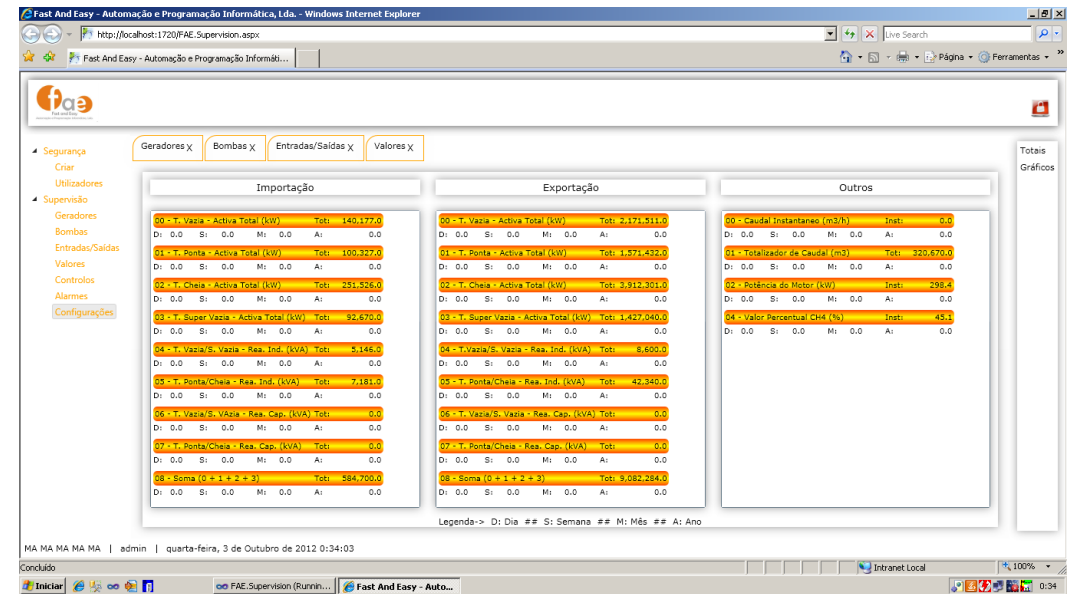 Fast And Easy - Automação e Programação Informática, Lda. - Windows Internet Explorer
http://localhost:1720/FAE.Supervision.aspx
Live Search
Fast And Easy - Automação e Programação Informáti...
Página
Ferramentas
fae
Fast and Easy
Geradores X
Bombas X
Entradas/Saídas X
Valores X
Segurança
Criar
Utilizadores
Supervisão
Geradores
Bombas
Entradas/Saídas
Valores
Controlos
Alarmes
Configurações
Importação
00 - T. Vazia - Activa Total (kW) Tot: 140,177.0
D: 0.0 S: 0.0 M: 0.0 A: 0.0
01 - T. Ponta - Activa Total (kW) Tot: 100,327.0
D: 0.0 S: 0.0 M: 0.0 A: 0.0
02 - T. Cheia - Activa Total (kW) Tot: 251,526.0
D: 0.0 S: 0.0 M: 0.0 A: 0.0
03 - T. Super Vazia - Activa Total (kW) Tot: 92,670.0
D: 0.0 S: 0.0 M: 0.0 A: 0.0
04 - T. Vazia/S. Vazia - Rea. Ind. (kVA) Tot: 5,146.0
D: 0.0 S: 0.0 M: 0.0 A: 0.0
05 - T. Ponta/Cheia - Rea. Ind. (kVA) Tot: 7,181.0
D: 0.0 S: 0.0 M: 0.0 A: 0.0
06 - T. Vazia/S. VAzia - Rea. Cap. (kVA) Tot: 0.0
D: 0.0 S: 0.0 M: 0.0 A: 0.0
07 - T. Ponta/Cheia - Rea. Cap. (kVA) Tot: 0.0
D: 0.0 S: 0.0 M: 0.0 A: 0.0
08 - Soma (0 + 1 + 2 + 3) Tot: 584,700.0
D: 0.0 S: 0.0 M: 0.0 A: 0.0
Exportação
00 - T. Vazia - Activa Total (kW) Tot: 2,171,511.0
D: 0.0 S: 0.0 M: 0.0 A: 0.0
01 - T. Ponta - Activa Total (kW) Tot: 1,571,432.0
D: 0.0 S: 0.0 M: 0.0 A: 0.0
02 - T. Cheia - Activa Total (kW) Tot: 3,912,301.0
D: 0.0 S: 0.0 M: 0.0 A: 0.0
03 - T. Super Vazia - Activa Total (kW) Tot: 1,427,040.0
D: 0.0 S: 0.0 M: 0.0 A: 0.0
04 - T.Vazia/S. Vazia - Rea. Ind. (kVA) Tot: 8,600.0
D: 0.0 S: 0.0 M: 0.0 A: 0.0
05 - T. Ponta/Cheia - Rea. Ind. (kVA) Tot: 42,340.0
D: 0.0 S: 0.0 M: 0.0 A: 0.0
06 - T. Vazia/S. Vazia - Rea. Cap. (kVA) Tot: 0.0
D: 0.0 S: 0.0 M: 0.0 A: 0.0
07 - T. Ponta/Cheia - Rea. Cap. (kVA) Tot: 0.0
D: 0.0 S: 0.0 M: 0.0 A: 0.0
08 - Soma (0 + 1 + 2 + 3) Tot: 9,082,284.0
D: 0.0 S: 0.0 M: 0.0 A: 0.0
Outros
00 - Caudal Instantaneo (m3/h) Inst: 0.0
D: 0.0 S: 0.0 M: 0.0 A: 0.0
01 - Totalizador de Caudal (m3) Tot: 320,670.0
D: 0.0 S: 0.0 M: 0.0 A: 0.0
02 - Potência do Motor (kW) Inst: 298.4
D: 0.0 S: 0.0 M: 0.0 A: 0.0
04 - Valor Percentual CH4 (%) Inst: 45.1
D: 0.0 S: 0.0 M: 0.0 A: 0.0
Totais
Gráficos
Legenda-> D: Dia ## S: Semana ## M: Mês ## A: Ano
MA MA MA MA MA | admin | quarta-feira, 3 de Outubro de 2012 0:34:03
Concluído
Intranet Local
100%
Iniciar
FAE.Supervision (Runnin...
Fast And Easy - Auto...
0:34